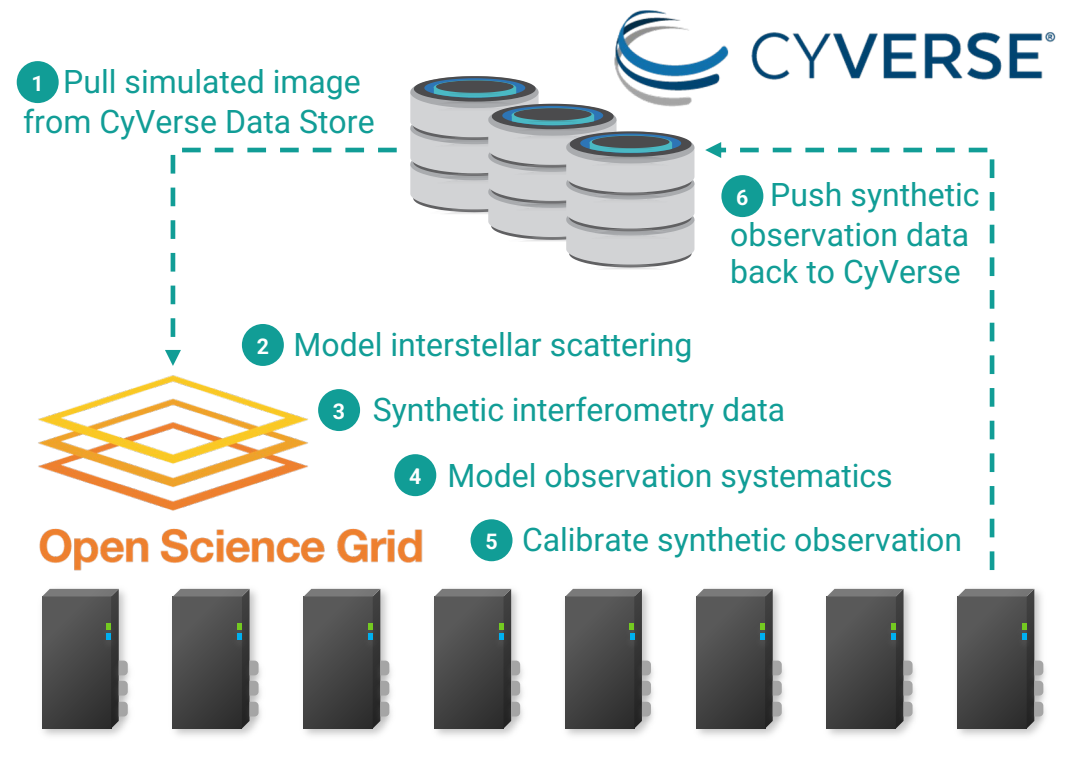 CYVERSE®
1 Pull simulated image
from CyVerse Data Store
6 Push synthetic
observation data
back to CyVerse
2 Model interstellar scattering
3 Synthetic interferometry data
4 Model observation systematics
5 Calibrate synthetic observation
Open Science Grid